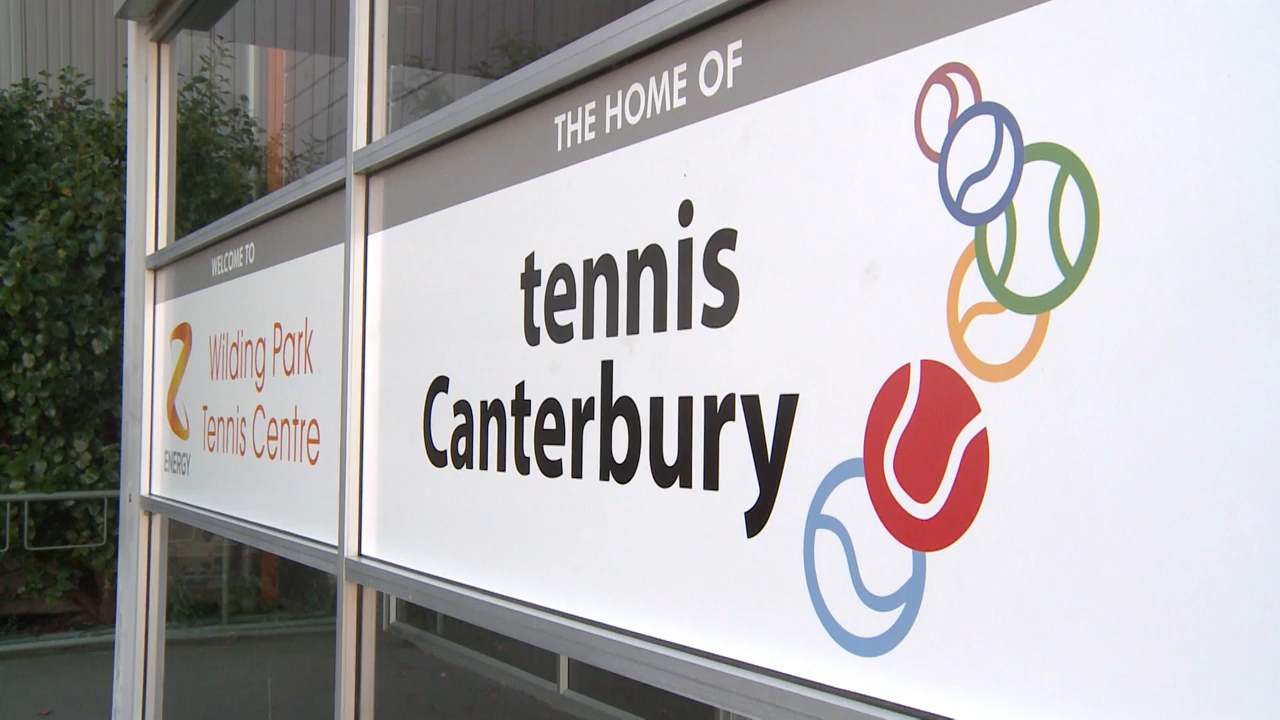 WELCOME TO
Wilding Park
Tennis Centre
ENERGY
THE HOME OF
tennis
Canterbury